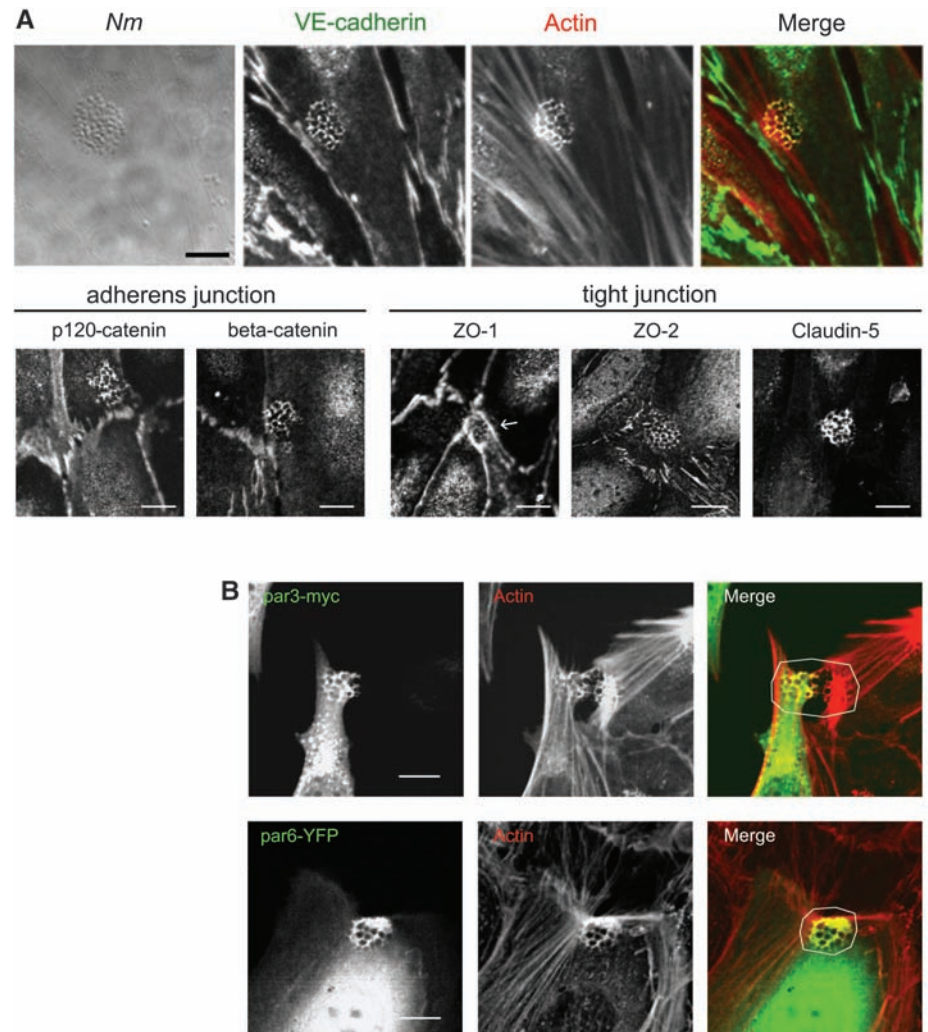 A
Nm VE-cadherin Actin Merge
adherens junction tight junction
p120-catenin beta-catenin ZO-1 ZO-2 Claudin-5
B
par3-myc Actin Merge
par6-YFP Actin Merge